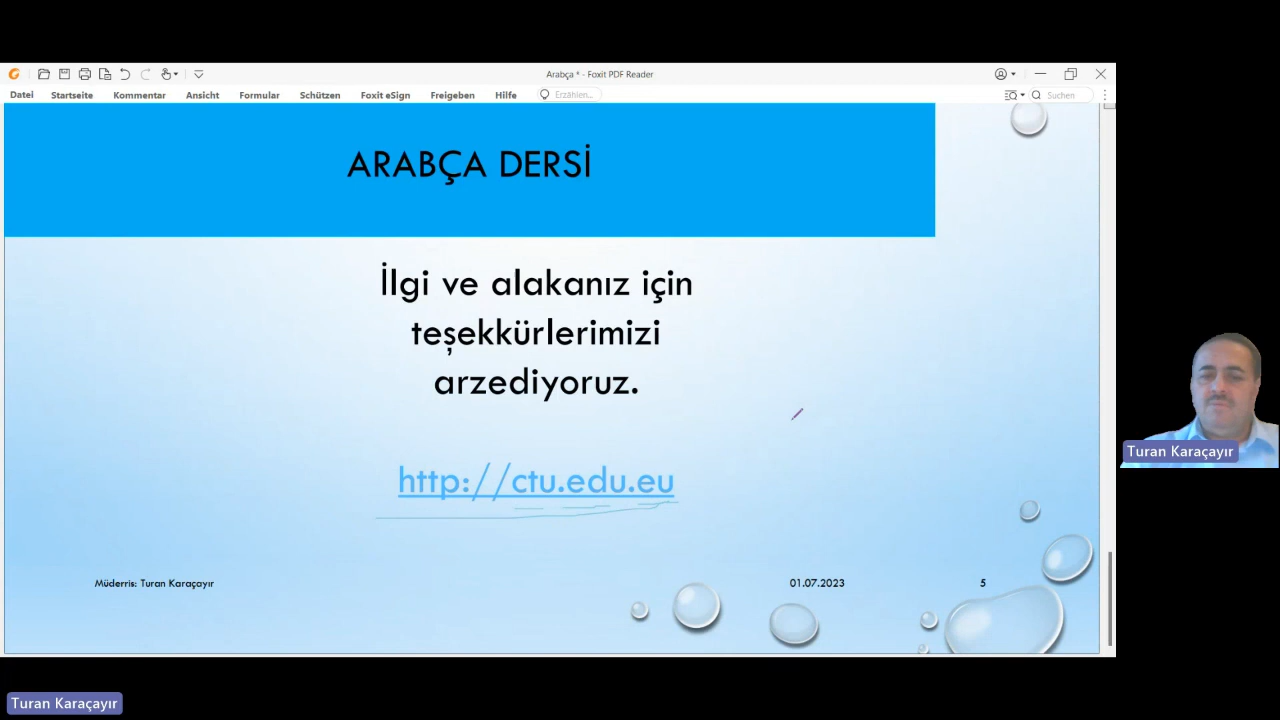 Arabça * - Foxit PDF Reader
Datei Startseite Kommentar Ansicht Formular Schützen Foxit eSign Freigeben Hilfe Erzählen... Suchen
ARABÇA DERSİ
İlgi ve alakanız için
teşekkürlerimizi
arzediyoruz.
http://ctu.edu.eu
Turan Karaçayır
Müderris: Turan Karaçayır 01.07.2023 5
Turan Karaçayır